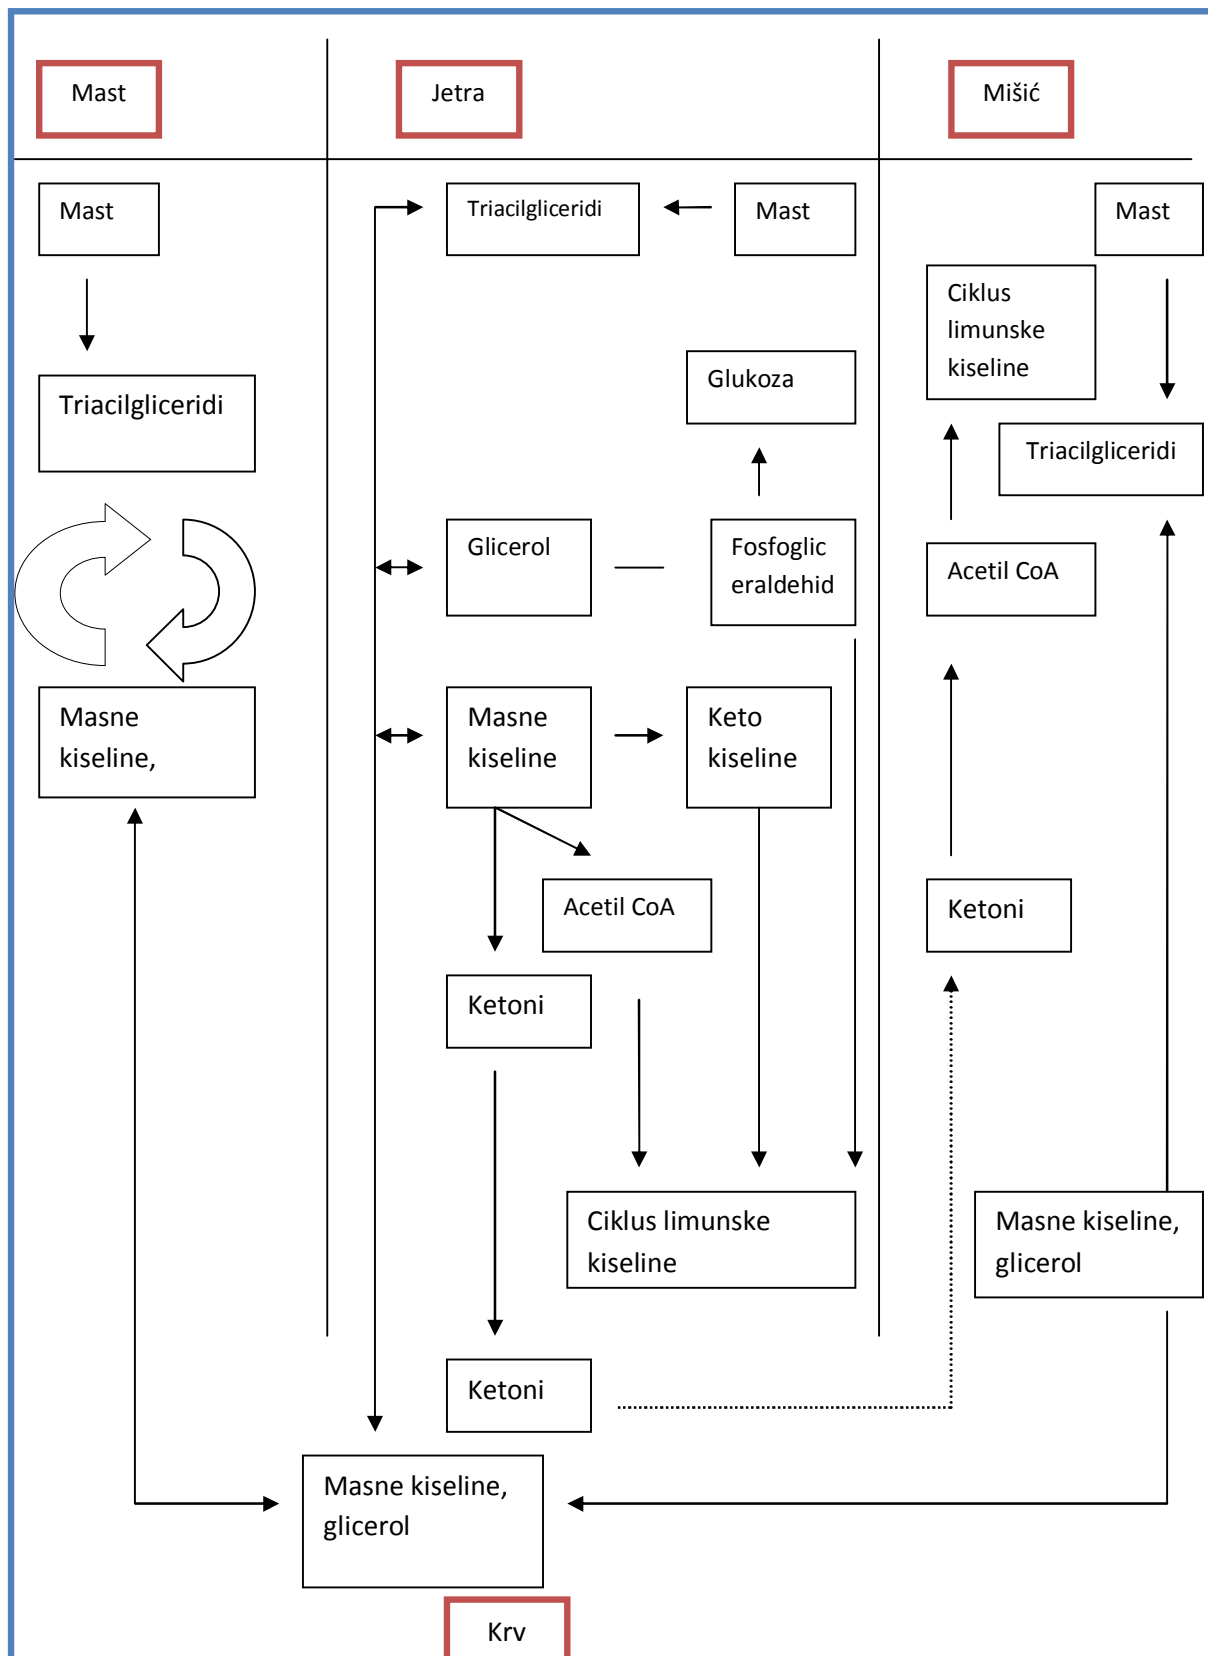 Mast
Jetra
Mišić
Mast
Triacilgliceridi
Mast
Mast
Ciklus
limunske
kiseline
Glukoza
Triacilgliceridi
Triacilgliceridi
Glicerol
Fosfoglic
eraldehid
Acetil CoA
Masne
kiseline,
Masne
kiseline
Keto
kiseline
Acetil CoA
Ketoni
Ketoni
Ciklus limunske
kiseline
Masne kiseline,
glicerol
Ketoni
Masne kiseline,
glicerol
Krv